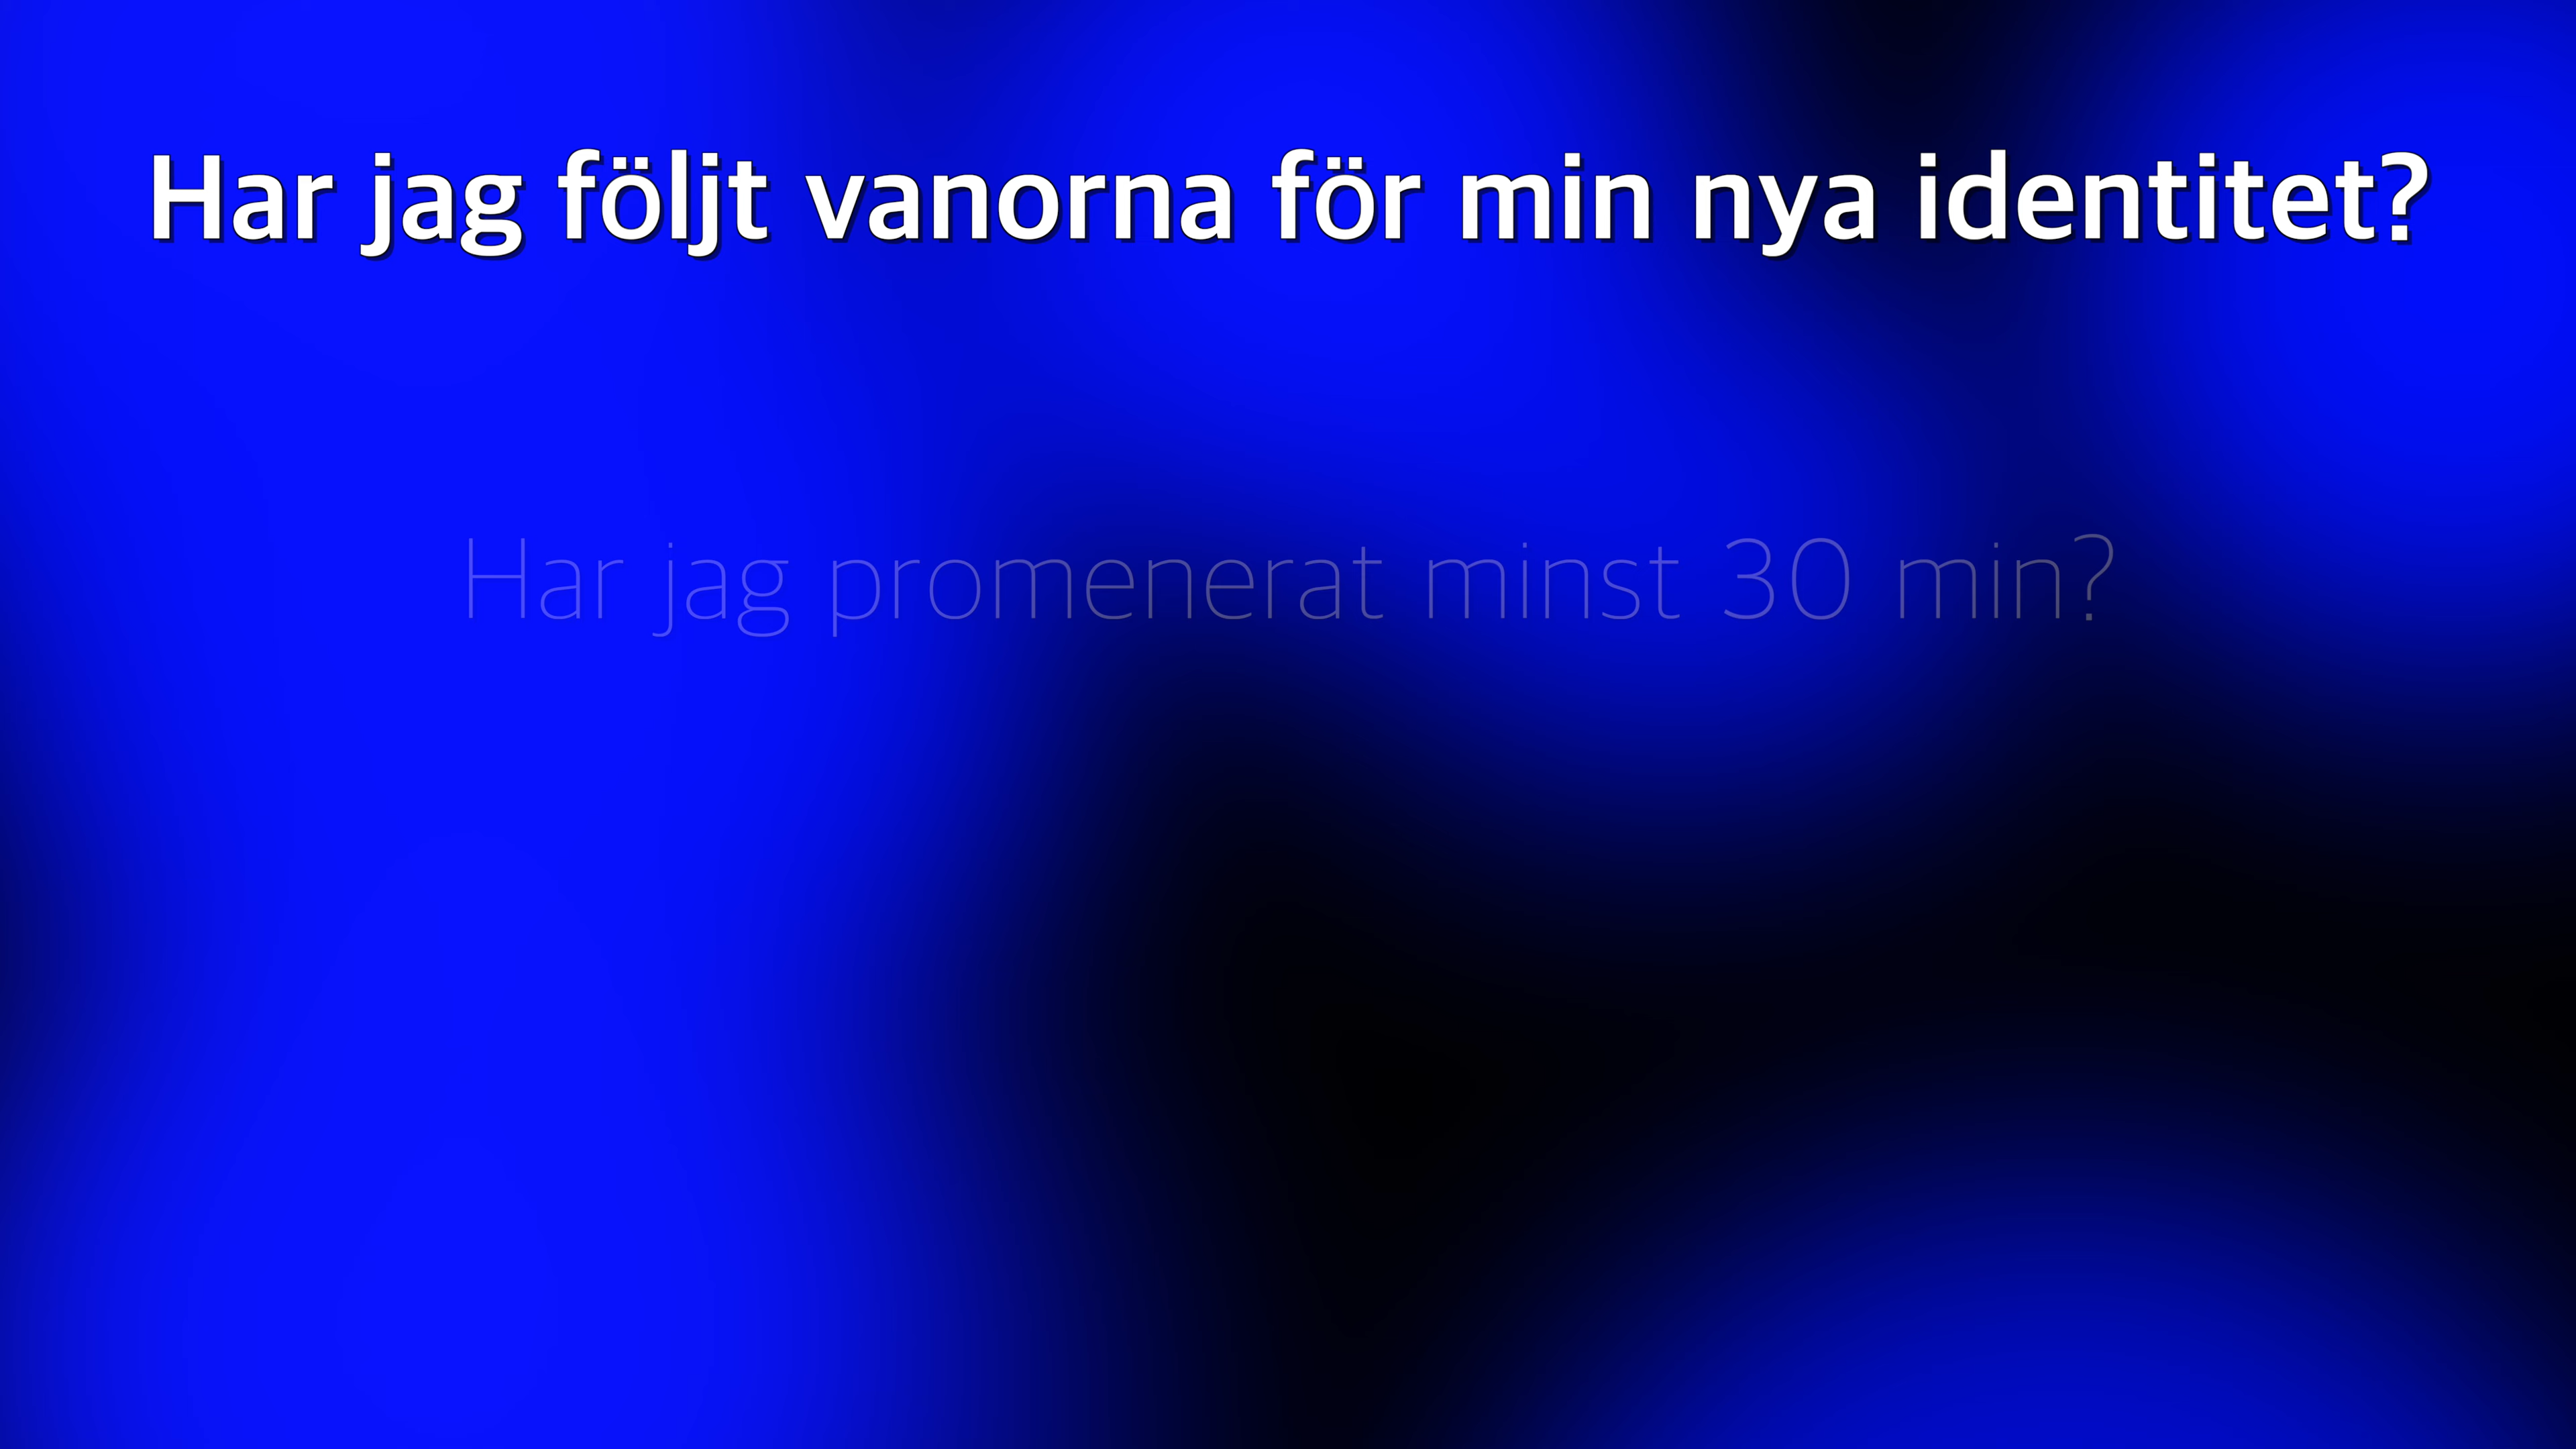 Har jag följt vanorna för min nya identitet?
Har jag promenerat minst 30 min?